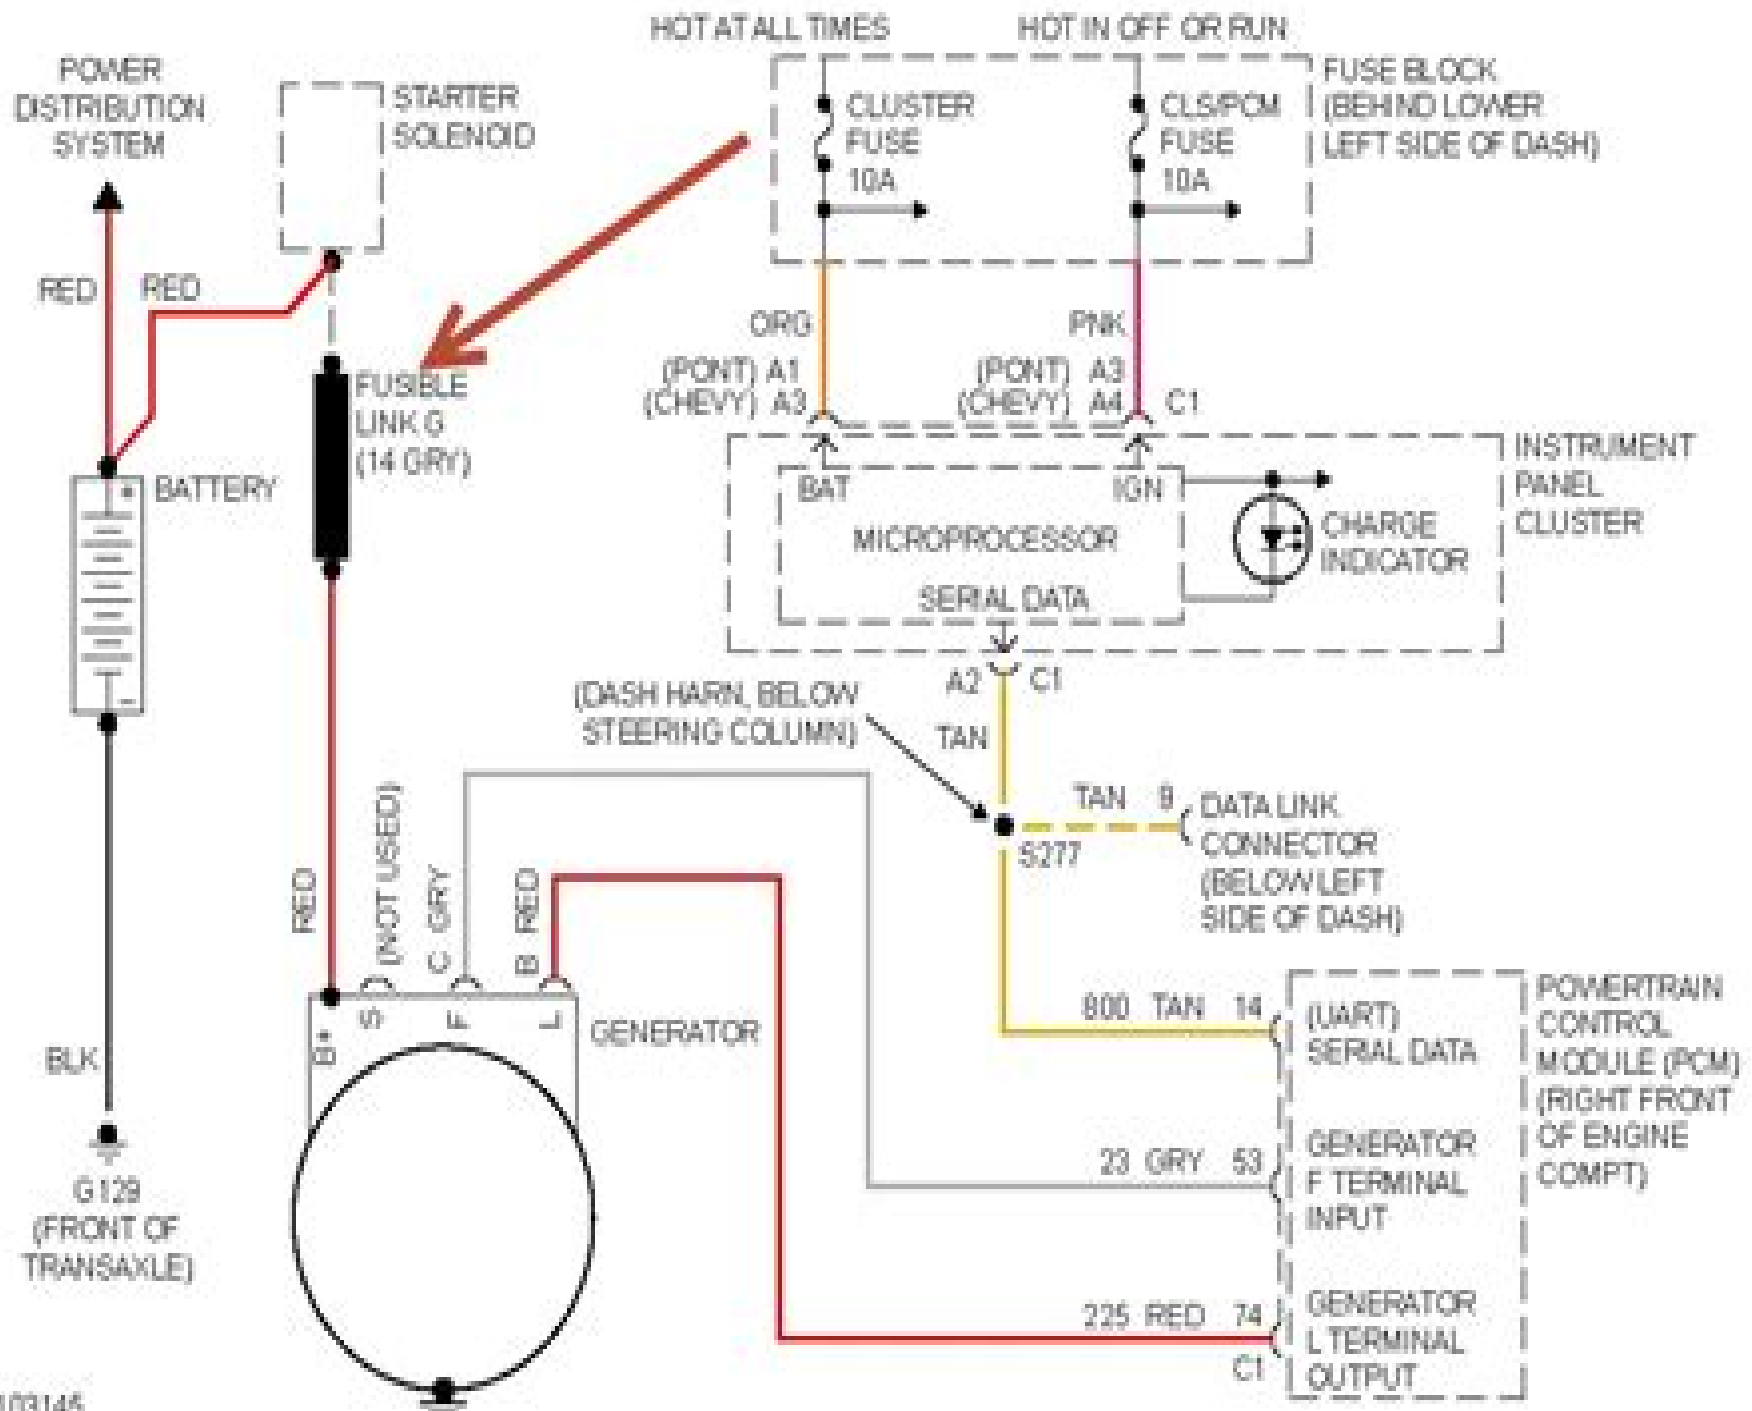 HOT AT ALL TIMES
HOT IN OFF OR RUN
POWER
DISTRIBUTION
SYSTEM
STARTER
SOLENOID
CLUSTER
FUSE
10A
CLS/PCM
FUSE
10A
FUSE BLOCK
(BEHIND LOWER
LEFT SIDE OF DASH)
RED
RED
ORG
PNK
(PONT) A1
(CHEVY) A3
(PONT) A3
(CHEVY) A4
C1
FUSIBLE
LINK G
(14 GRY)
BATTERY
+
-
BAT
IGN
MICROPROCESSOR
SERIAL DATA
CHARGE
INDICATOR
INSTRUMENT
PANEL
CLUSTER
A2
C1
(DASH HARN, BELOW
STEERING COLUMN)
TAN
TAN 9
S277
DATA LINK
CONNECTOR
(BELOW LEFT
SIDE OF DASH)
RED
(NOT USED)
C GRY
B RED
B+
S
F
L
GENERATOR
BLK
G129
(FRONT OF
TRANSAXLE)
800 TAN 14
(UART)
SERIAL DATA
23 GRY 53
GENERATOR
F TERMINAL
INPUT
225 RED 74
C1
GENERATOR
L TERMINAL
OUTPUT
POWERTRAIN
CONTROL
MODULE (PCM)
(RIGHT FRONT
OF ENGINE
COMPT)